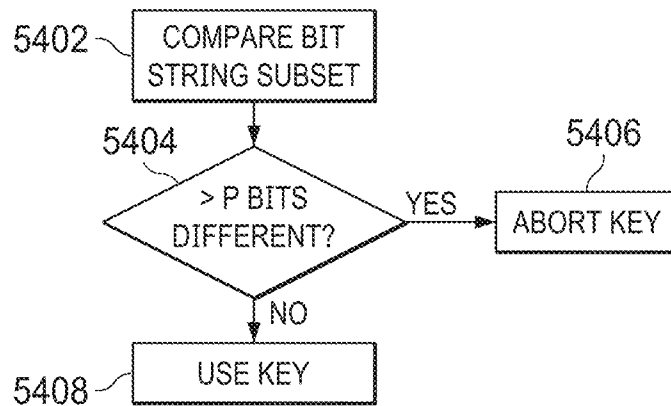 5402
COMPARE BIT
STRING SUBSET
5404
> P BITS
DIFFERENT?
YES
5406
ABORT KEY
NO
5408
USE KEY